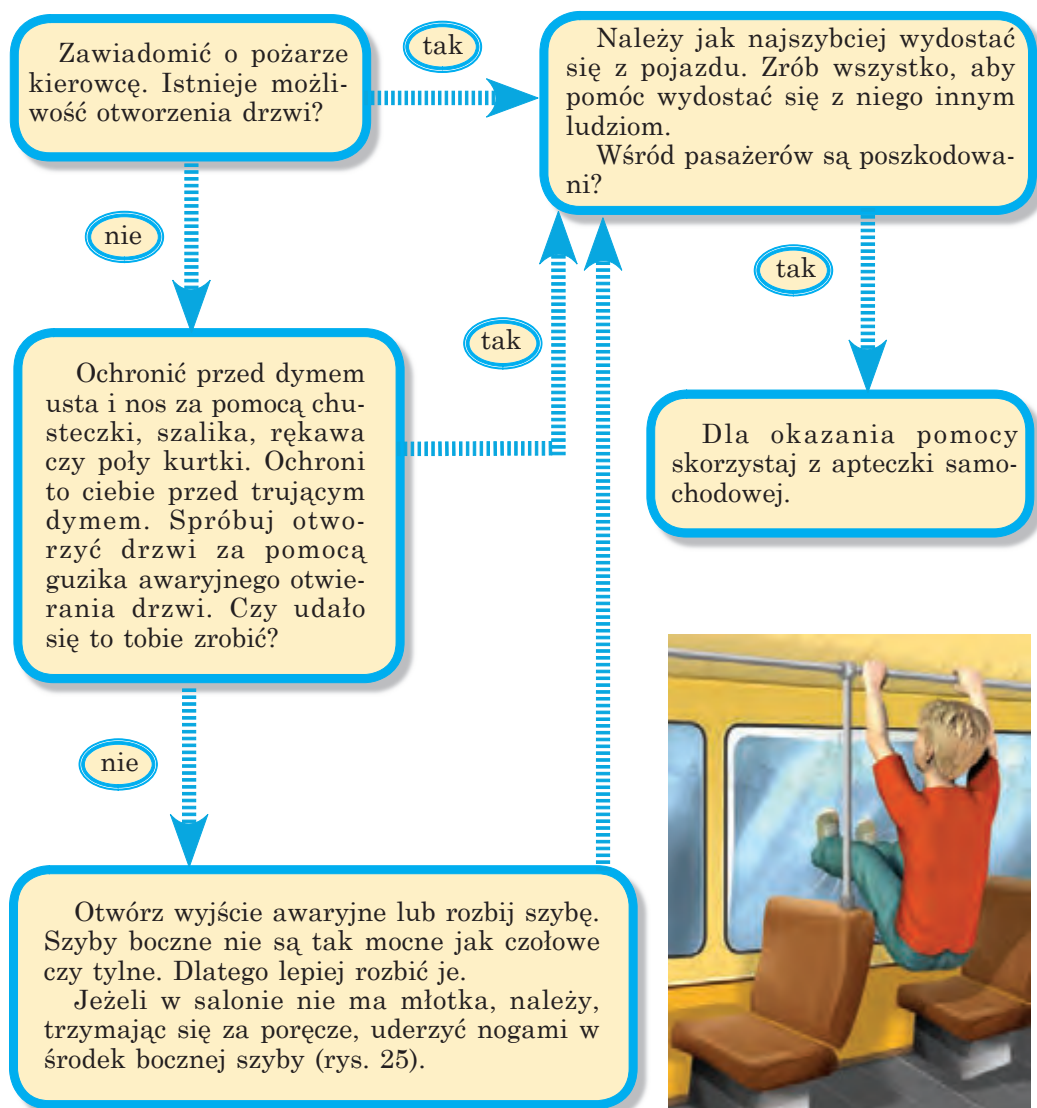 Zawiadomić o pożarze
kierowcę. Istnieje możli-
wość otworzenia drzwi?
tak
Należy jak najszybciej wydostać
się z pojazdu. Zrób wszystko, aby
pomóc wydostać się z niego innym
ludziom.
Wśród pasażerów są poszkodowa-
ni?
nie
tak
tak
Ochronić przed dymem
usta i nos za pomocą chu-
steczki, szalika, rękawa
czy poły kurtki. Ochroni
to ciebie przed trującym
dymem. Spróbuj otwo-
rzyć drzwi za pomocą
guzika awaryjnego otwie-
rania drzwi. Czy udało
się to tobie zrobić?
Dla okazania pomocy
skorzystaj z apteczki samo-
chodowej.
nie
Otwórz wyjście awaryjne lub rozbij szybę.
Szyby boczne nie są tak mocne jak czołowe
czy tylne. Dlatego lepiej rozbić je.
Jeżeli w salonie nie ma młotka, należy,
trzymając się za poręcze, uderzyć nogami w
środek bocznej szyby (rys. 25).